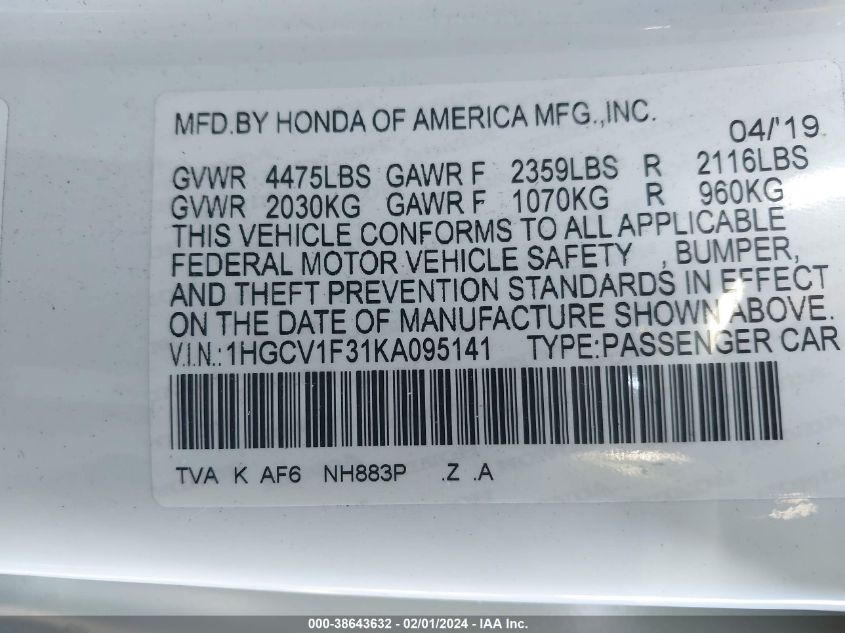 MFD.BY HONDA OF AMERICA MFG.,INC.
04/'19
GVWR 4475LBS GAWR F 2359LBS R 2116LBS
GVWR 2030KG GAWR F 1070KG R 960KG
THIS VEHICLE CONFORMS TO ALL APPLICABLE
FEDERAL MOTOR VEHICLE SAFETY , BUMPER,
AND THEFT PREVENTION STANDARDS IN EFFECT
ON THE DATE OF MANUFACTURE SHOWN ABOVE.
V.I.N.:1HGCV1F31KA095141 TYPE:PASSENGER CAR
TVA K AF6 NH883P .Z .A
000-38643632 - 02/01/2024 - IAA Inc.